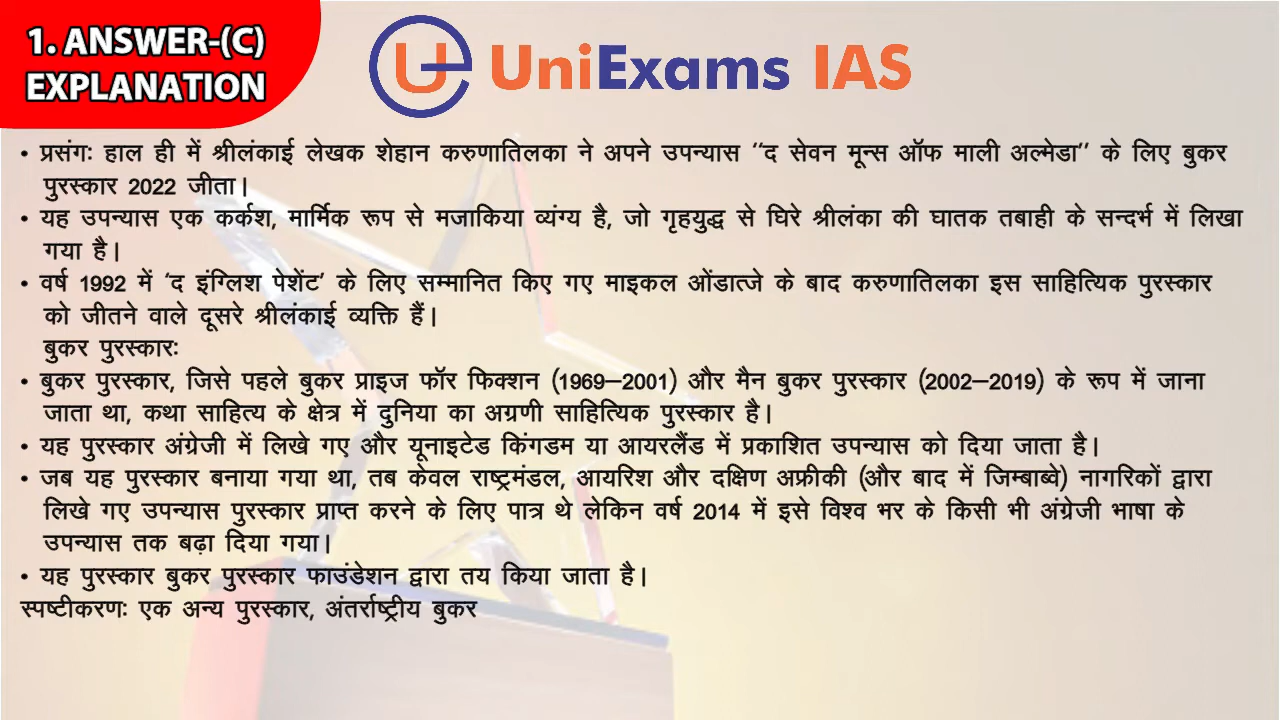 1. ANSWER-(C)
EXPLANATION
UniExams IAS
• प्रसंगः हाल ही में श्रीलंकाई लेखक शेहान करुणातिलका ने अपने उपन्यास ‘‘द सेवन मून्स ऑफ माली अल्मेडा’’ के लिए बुकर
पुरस्कार 2022 जीता।
• यह उपन्यास एक कर्कश, मार्मिक रूप से मजाकिया व्यंग्य है, जो गृहयुद्ध से घिरे श्रीलंका की घातक तबाही के सन्दर्भ में लिखा
गया है।
• वर्ष 1992 में ‘द इंग्लिश पेशेंट’ के लिए सम्मानित किए गए माइकल ओंडात्जे के बाद करुणातिलका इस साहित्यिक पुरस्कार
को जीतने वाले दूसरे श्रीलंकाई व्यक्ति हैं।
बुकर पुरस्कारः
• बुकर पुरस्कार, जिसे पहले बुकर प्राइज फॉर फिक्शन (1969–2001) और मैन बुकर पुरस्कार (2002–2019) के रूप में जाना
जाता था, कथा साहित्य के क्षेत्र में दुनिया का अग्रणी साहित्यिक पुरस्कार है।
• यह पुरस्कार अंग्रेजी में लिखे गए और यूनाइटेड किंगडम या आयरलैंड में प्रकाशित उपन्यास को दिया जाता है।
• जब यह पुरस्कार बनाया गया था, तब केवल राष्ट्रमंडल, आयरिश और दक्षिण अफ्रीकी (और बाद में जिम्बाब्वे) नागरिकों द्वारा
लिखे गए उपन्यास पुरस्कार प्राप्त करने के लिए पात्र थे लेकिन वर्ष 2014 में इसे विश्व भर के किसी भी अंग्रेजी भाषा के
उपन्यास तक बढ़ा दिया गया।
• यह पुरस्कार बुकर पुरस्कार फाउंडेशन द्वारा तय किया जाता है।
स्पष्टीकरणः एक अन्य पुरस्कार, अंतर्राष्ट्रीय बुकर